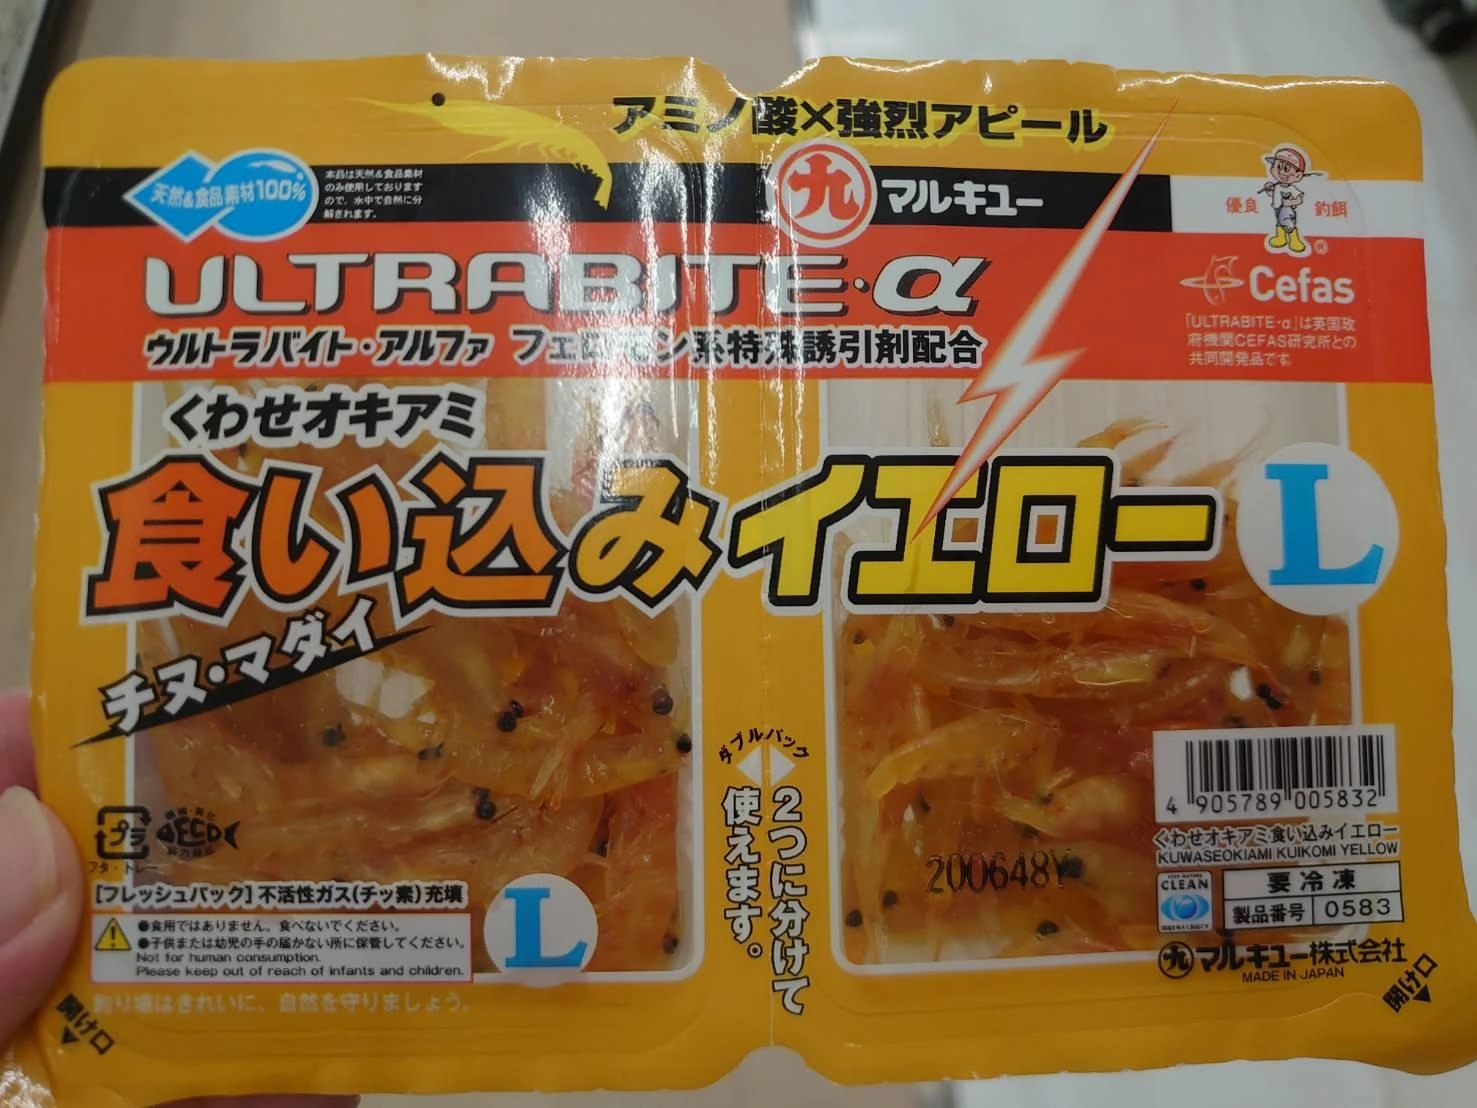 アミノ酸×強烈アピール
天然&食品素材100%
本品は天然&食品素材
のみ使用しております
ので、水中で自然に分
解されます。
九 マルキュー
優良 釣餌
ULTRABITE・α
Cefas
ウルトラバイト・アルファ フェロモン系特殊誘引剤配合
「ULTRABITE・α」は英国政
府機関CEFAS研究所との
共同開発品です。
くわせオキアミ
食い込みイエロー L
チヌ・マダイ
ダブルパック
2つに分けて
使えます。
4 905789 005832
くわせオキアミ食い込みイエロー
KUWASEOKIAMI KUIKOMI YELLOW
CLEAN
要冷凍
製品番号 0583
九 マルキュー株式会社
MADE IN JAPAN
200648Y
プラ
フタ・トレー
ECO
[フレッシュパック]不活性ガス(チッ素)充填
●食用ではありません。食べないでください。
●子供または幼児の手の届かない所に保管してください。
Not for human consumption.
Please keep out of reach of infants and children.
L
釣り場はきれいに、自然を守りましょう。
開け口
開け口